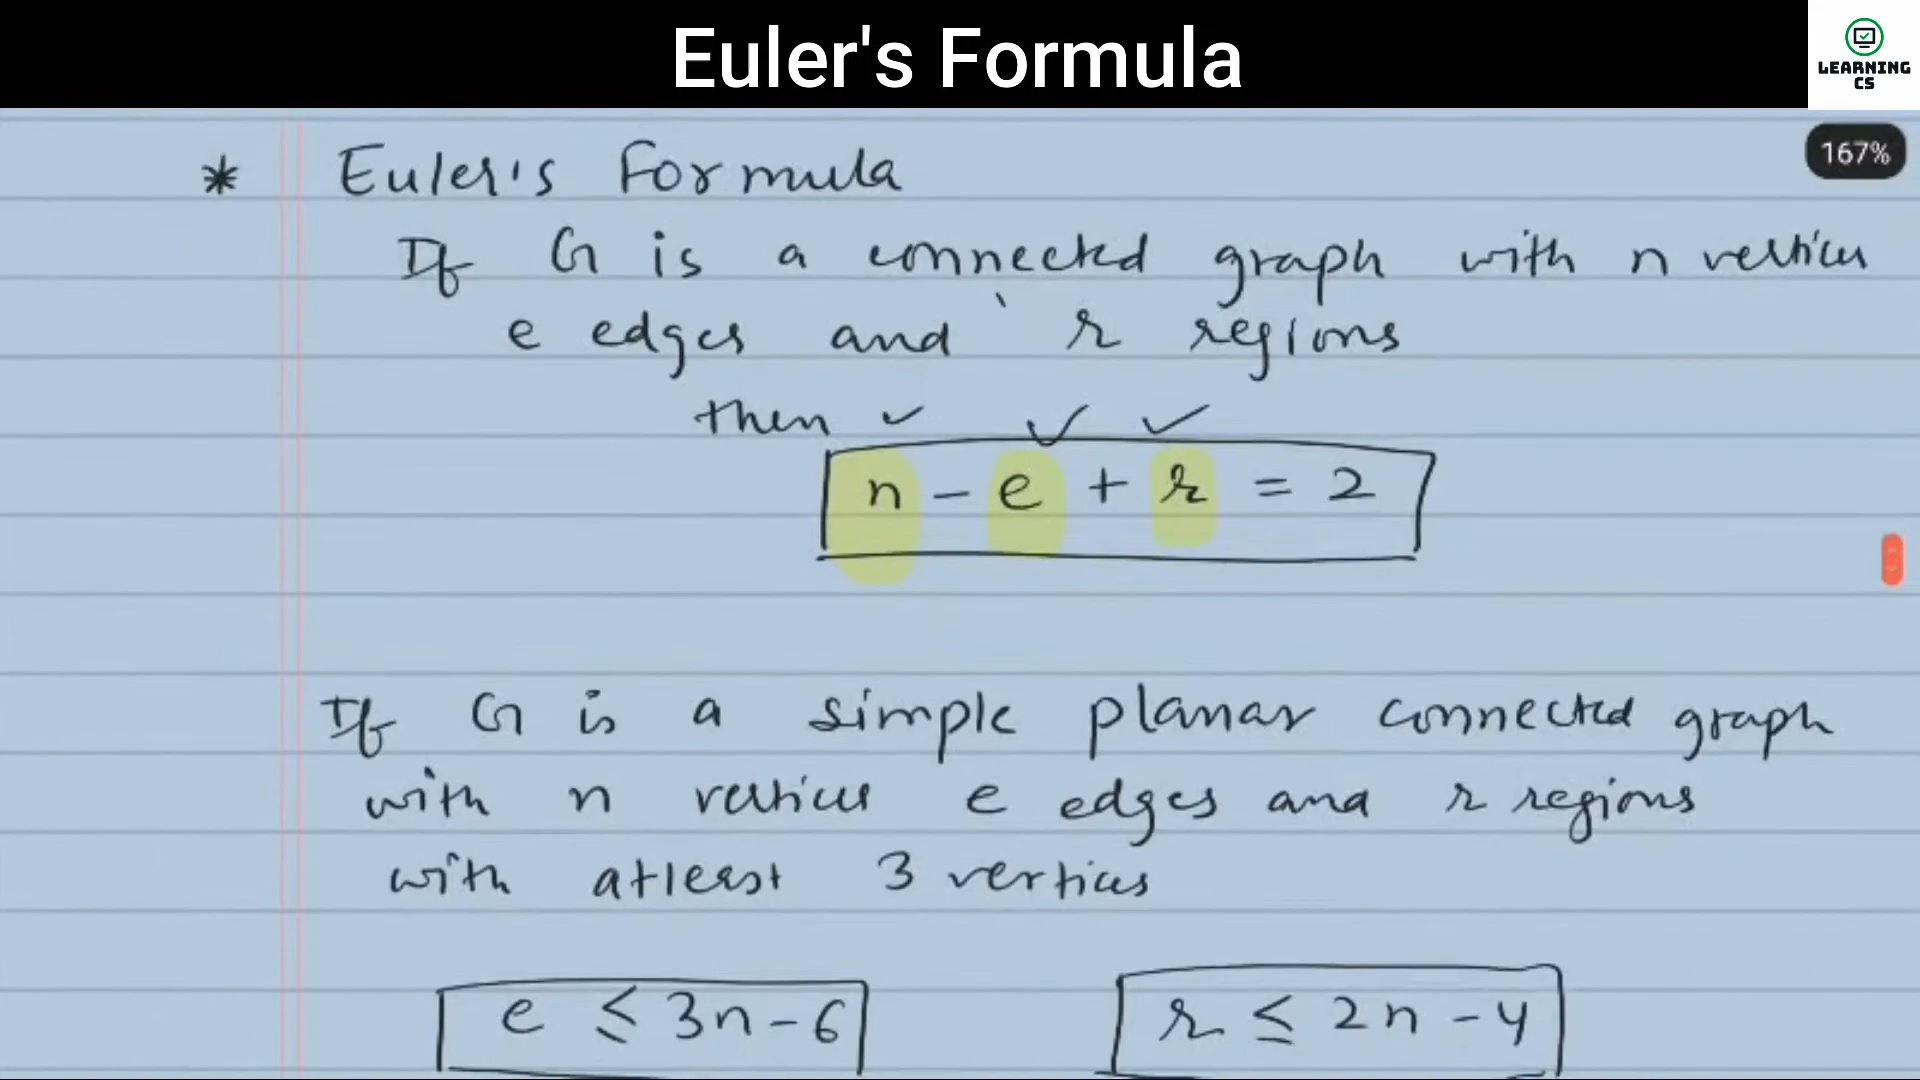 Euler's Formula
LEARNING
CS
167%
* Euler's Formula
If G is a connected graph with n vertices
e edges and r regions
then
n - e + r = 2
If G is a simple planar connected graph
with n vertices e edges and r regions
with atleast 3 vertices
e ≤ 3n - 6
r ≤ 2n - 4